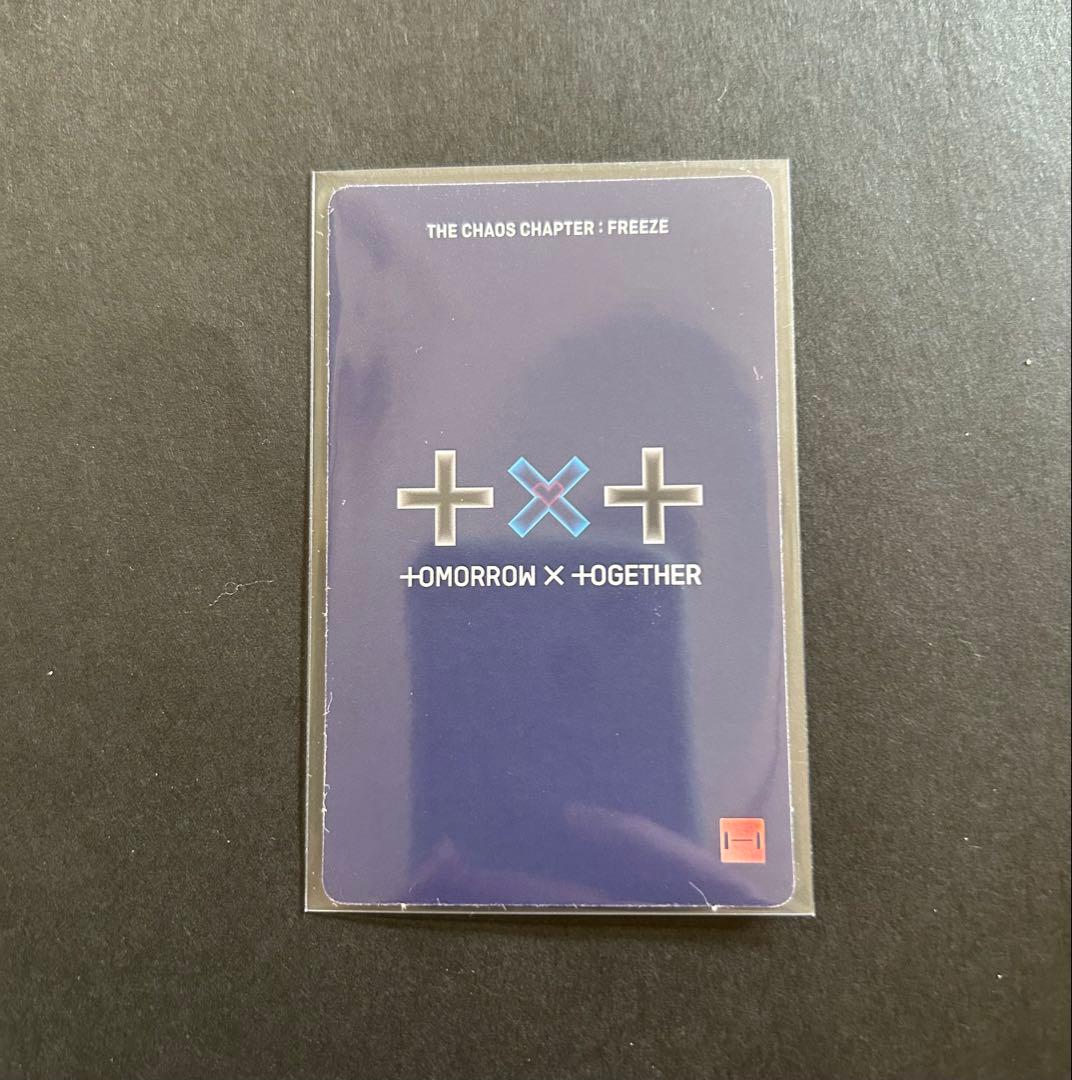 THE CHAOS CHAPTER : FREEZE
+×+
+OMORROW × +OGETHER
H